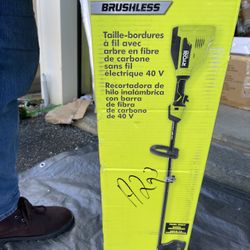 BRUSHLESS
Taille-bordures
à fil avec
arbre en fibre
de carbone
sans fil
électrique 40 V
Recortadora de
hilo inalámbrica
con barra
de fibra
de carbono
de 40 V
RYOBI